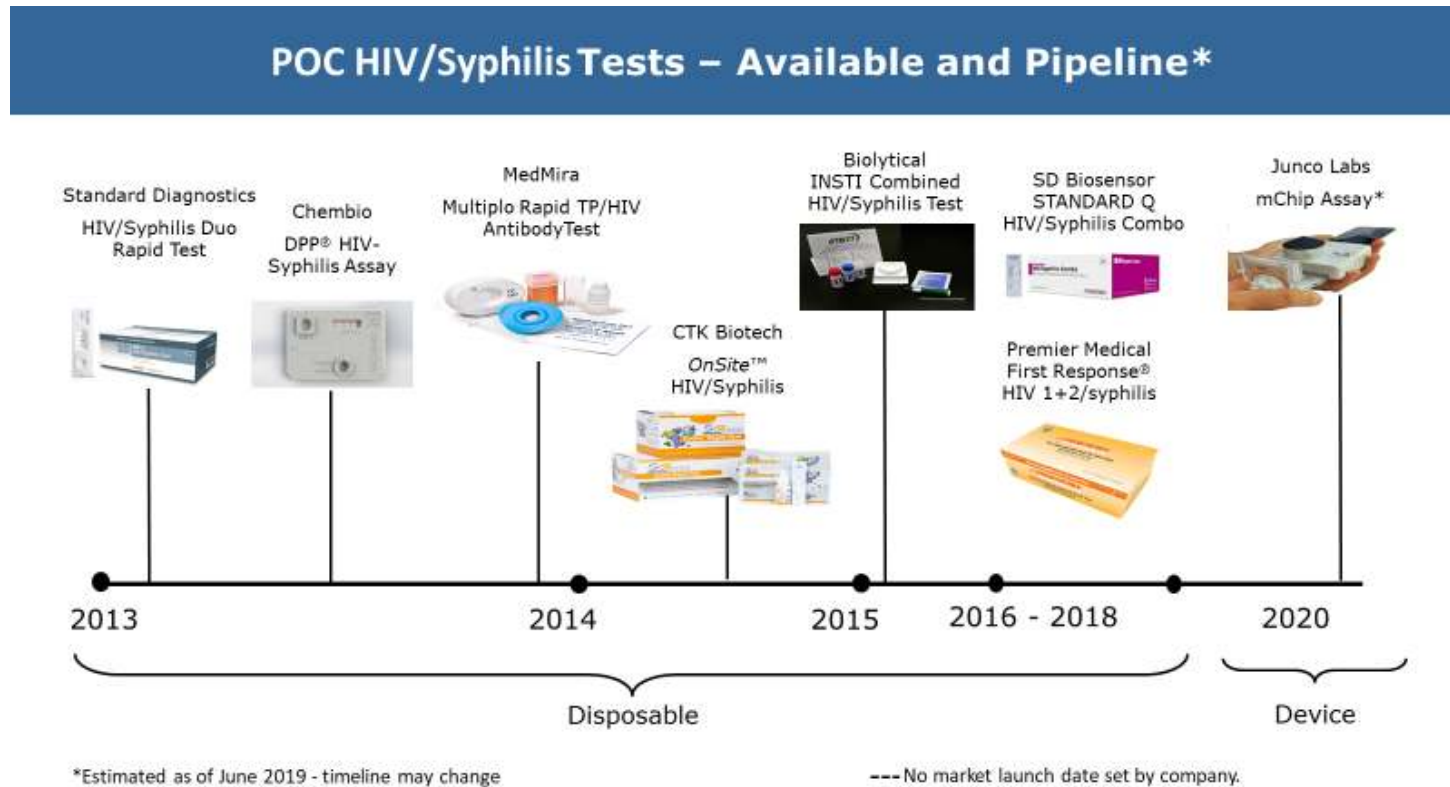 POC HIV/Syphilis Tests – Available and Pipeline*
Standard Diagnostics
HIV/Syphilis Duo
Rapid Test
Chembio
DPP® HIV-
Syphilis Assay
MedMira
Multiplo Rapid TP/HIV
AntibodyTest
CTK Biotech
OnSite™
HIV/Syphilis
Biolytical
INSTI Combined
HIV/Syphilis Test
SD Biosensor
STANDARD Q
HIV/Syphilis Combo
Premier Medical
First Response®
HIV 1+2/syphilis
Junco Labs
mChip Assay*
2013
2014
2015
2016 - 2018
2020
Disposable
Device
*Estimated as of June 2019 - timeline may change
--- No market launch date set by company.